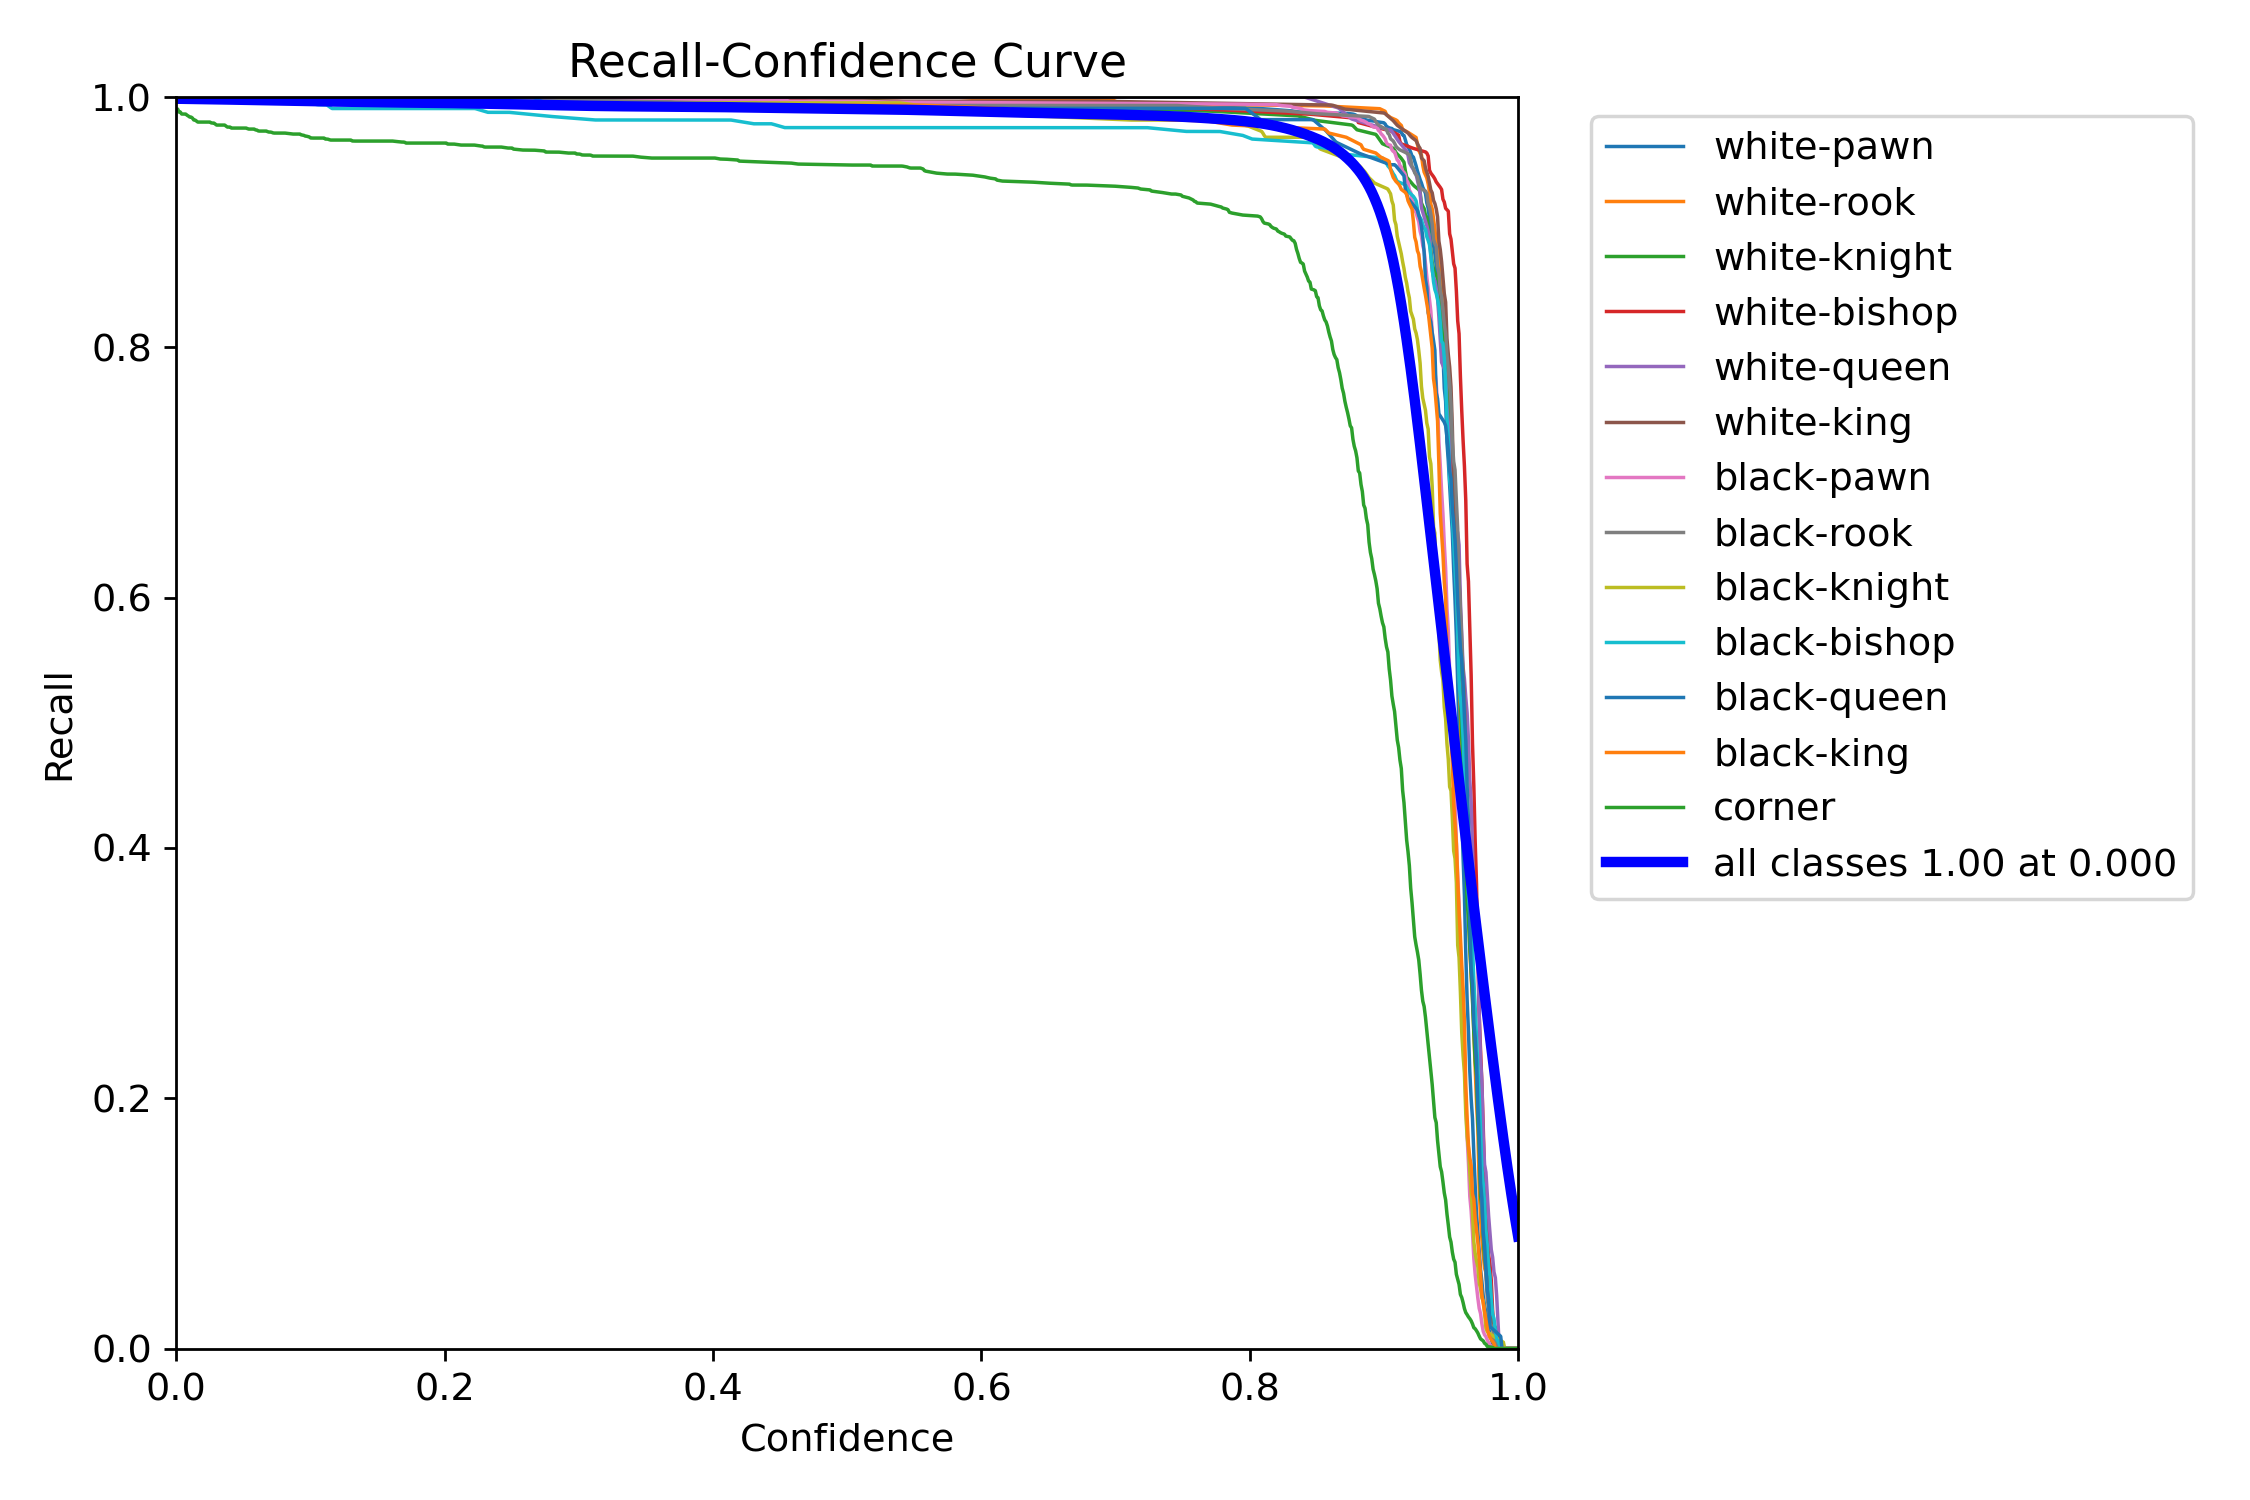 Recall-Confidence Curve
1.0
0.8
0.6
0.4
0.2
0.0
Recall
0.0 0.2 0.4 0.6 0.8 1.0
Confidence
white-pawn
white-rook
white-knight
white-bishop
white-queen
white-king
black-pawn
black-rook
black-knight
black-bishop
black-queen
black-king
corner
all classes 1.00 at 0.000